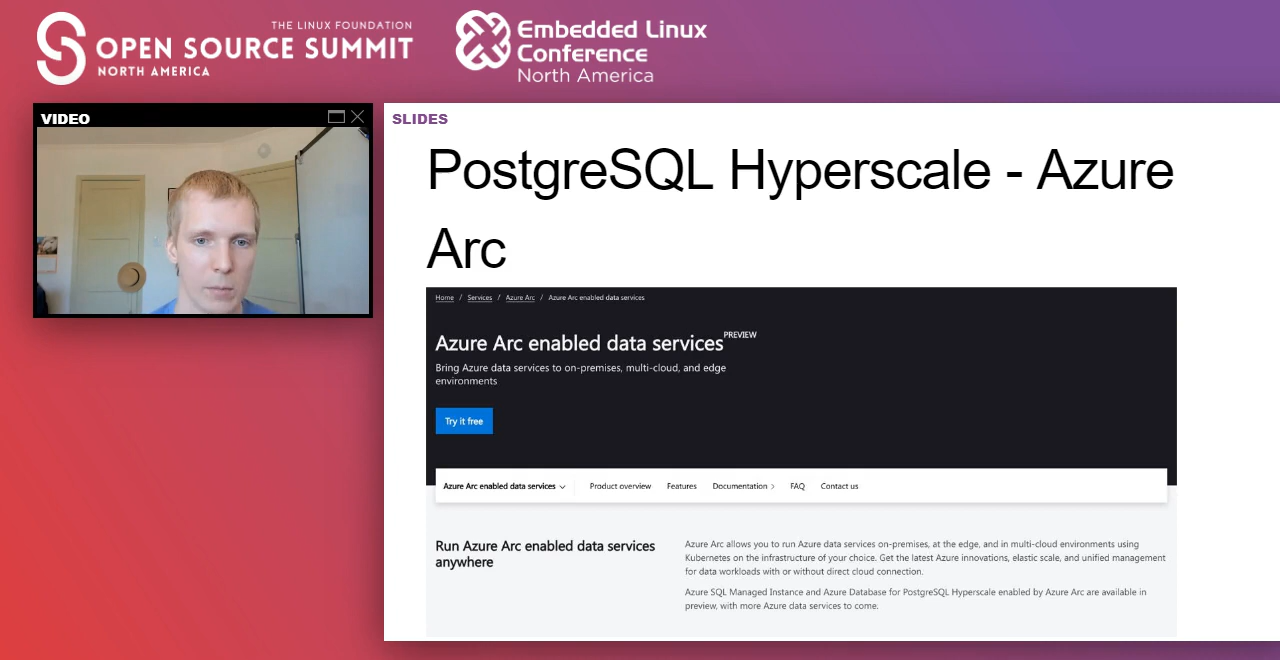 THE LINUX FOUNDATION
OPEN SOURCE SUMMIT
NORTH AMERICA
Embedded Linux
Conference
North America
VIDEO
SLIDES
PostgreSQL Hyperscale - Azure
Arc
Home / Services / Azure Arc / Azure Arc enabled data services
Azure Arc enabled data services PREVIEW
Bring Azure data services to on-premises, multi-cloud, and edge
environments
Try it free
Azure Arc enabled data services Product overview Features Documentation FAQ Contact us
Run Azure Arc enabled data services
anywhere
Azure Arc allows you to run Azure data services on-premises, at the edge, and in multi-cloud environments using
Kubernetes on the infrastructure of your choice. Get the latest Azure innovations, elastic scale, and unified management
for data workloads with or without direct cloud connection.
Azure SQL Managed Instance and Azure Database for PostgreSQL Hyperscale enabled by Azure Arc are available in
preview, with more Azure data services to come.